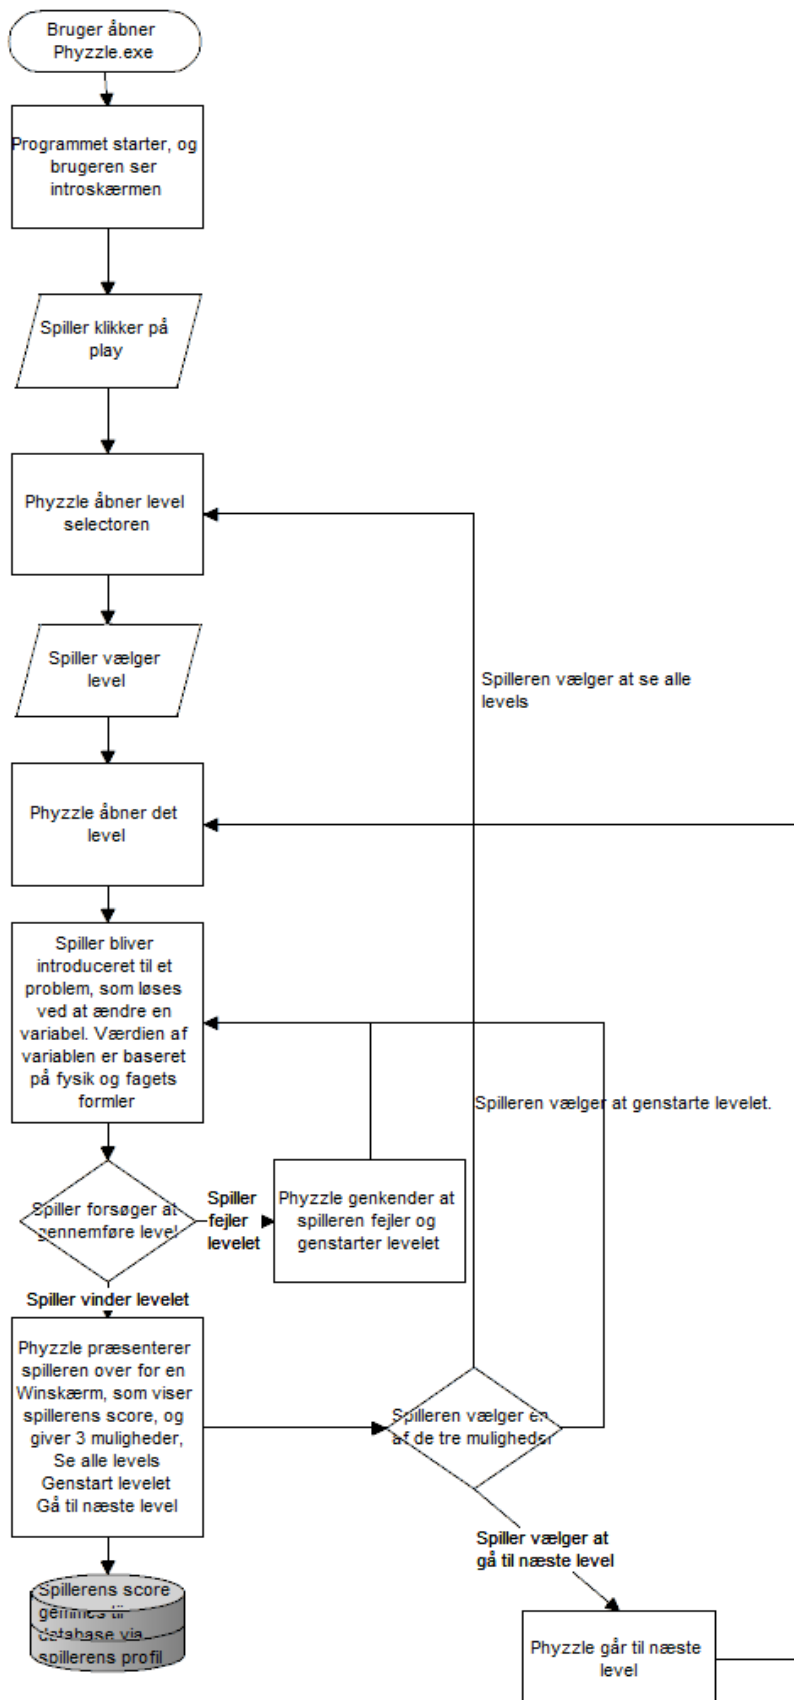 Bruger åbner
Phyzzle.exe
Programmet starter, og
brugeren ser
introskærmen
Spiller klikker på
play
Phyzzle åbner level
selectoren
Spiller vælger
level
Spilleren vælger at se alle
levels
Phyzzle åbner det
level
Spiller bliver
introduceret til et
problem, som løses
ved at ændre en
variabel. Værdien af
variablen er baseret
på fysik og fagets
formler
Spilleren vælger at genstarte levelet.
Spiller forsøger at
gennemføre level
Spiller
fejler
levelet
Phyzzle genkender at
spilleren fejler og
genstarter levelet
Spiller vinder levelet
Phyzzle præsenterer
spilleren over for en
Winskærm, som viser
spillerens score, og
giver 3 muligheder,
Se alle levels
Genstart levelet
Gå til næste level
Spilleren vælger en
af de tre muligheder
Spiller vælger at
gå til næste level
Spillerens score
gemmes til
database via
spillerens profil
Phyzzle går til næste
level